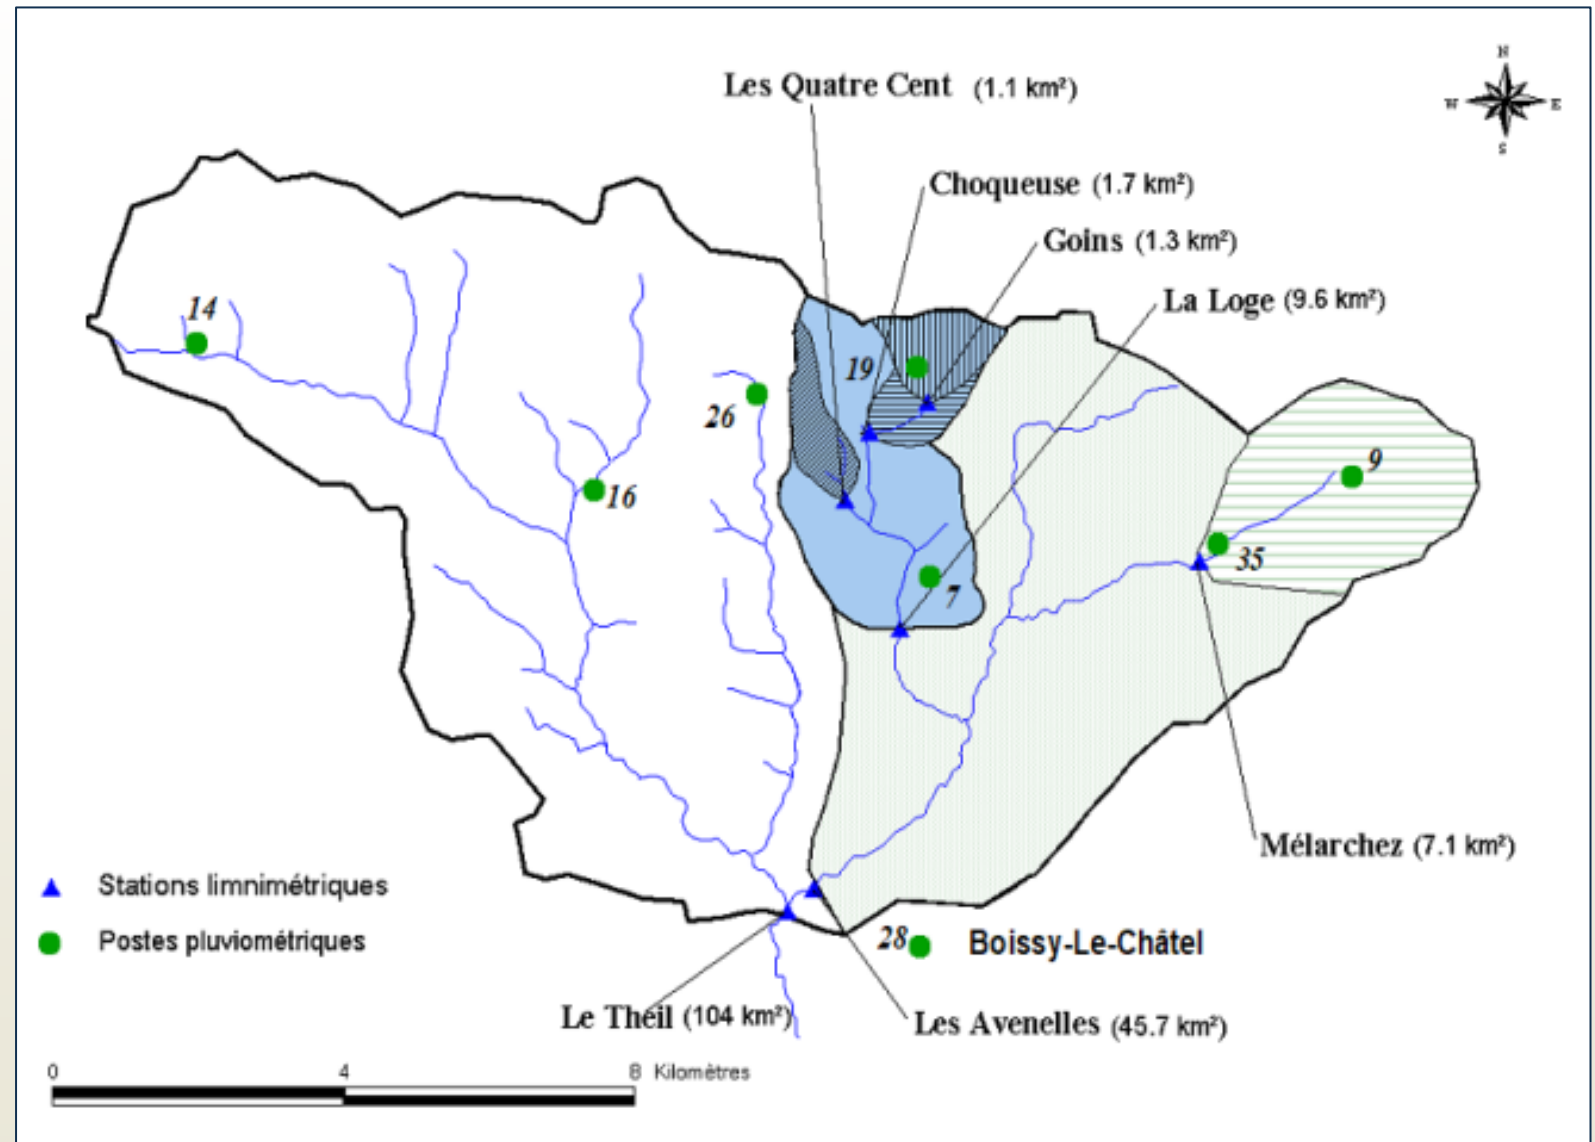 N
W E
S
Les Quatre Cent (1.1 km²)
Choqueuse (1.7 km²)
Goins (1.3 km²)
La Loge (9.6 km²)
14
19
26
9
16
35
7
Mélarchez (7.1 km²)
Stations limnimétriques
Postes pluviométriques
28
Boissy-Le-Châtel
Le Theil (104 km²)
Les Avenelles (45.7 km²)
0 4 8 Kilomètres